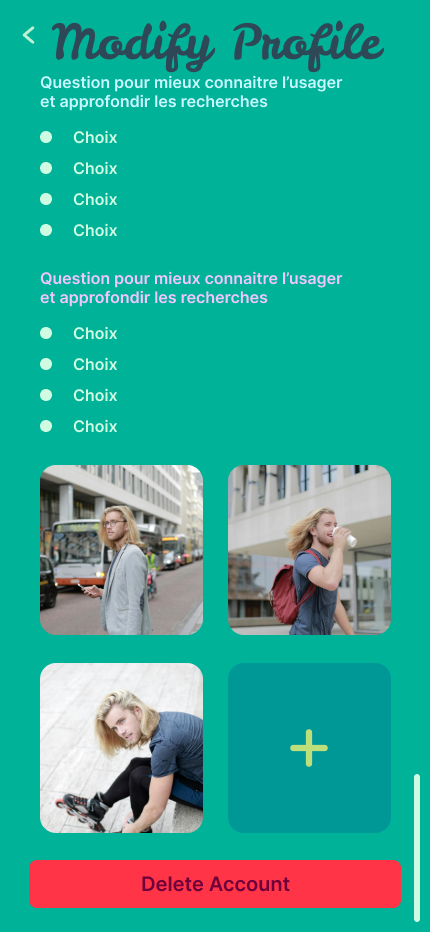 Modify Profile
Question pour mieux connaitre l’usager
et approfondir les recherches
Choix
Choix
Choix
Choix
Question pour mieux connaitre l’usager
et approfondir les recherches
Choix
Choix
Choix
Choix
Delete Account